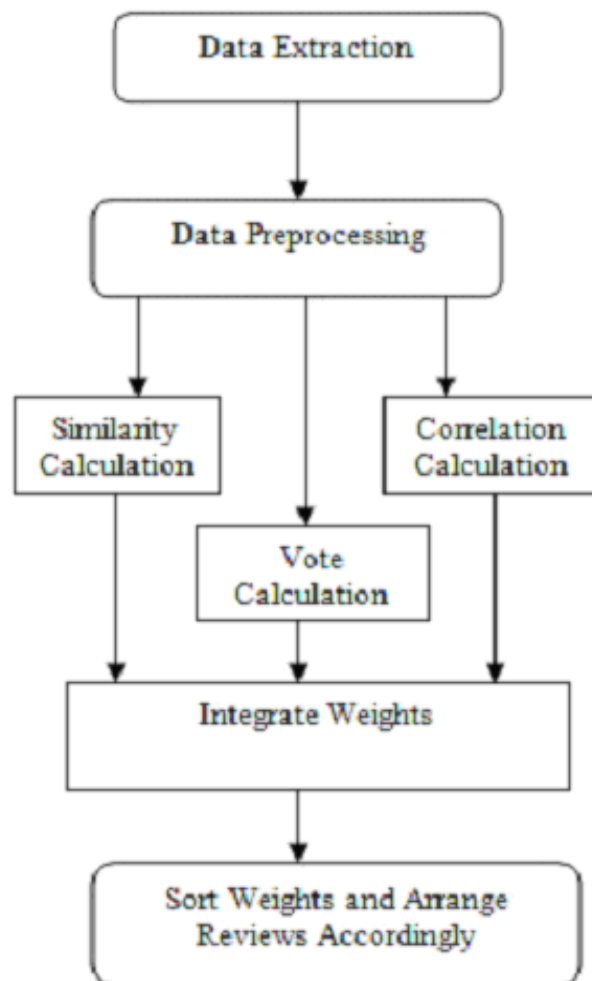 Data Extraction
Data Preprocessing
Similarity
Calculation
Correlation
Calculation
Vote
Calculation
Integrate Weights
Sort Weights and Arrange
Reviews Accordingly